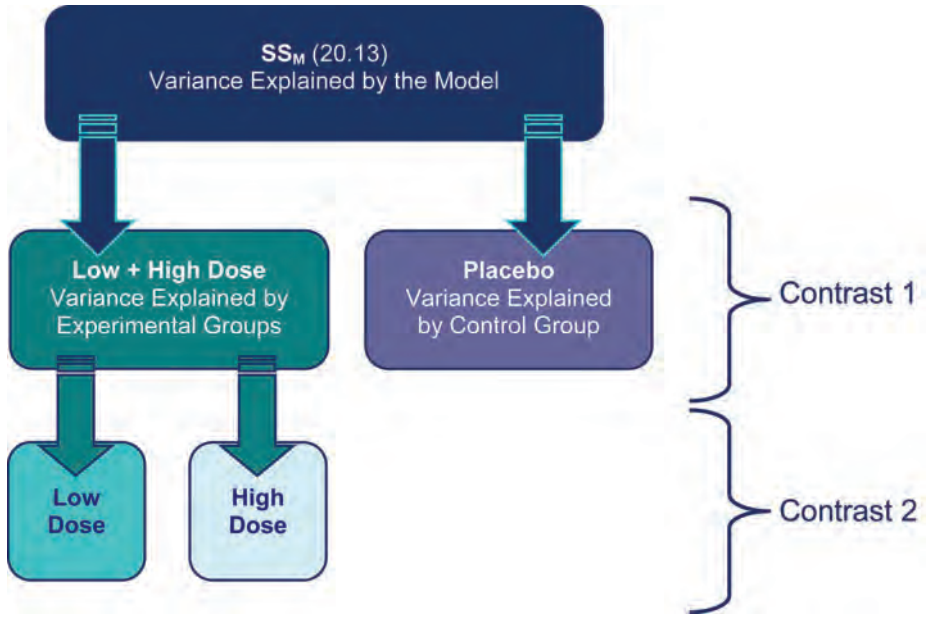 SSM (20.13)
Variance Explained by the Model
Low + High Dose
Variance Explained by
Experimental Groups
Placebo
Variance Explained
by Control Group
Contrast 1
Low
Dose
High
Dose
Contrast 2